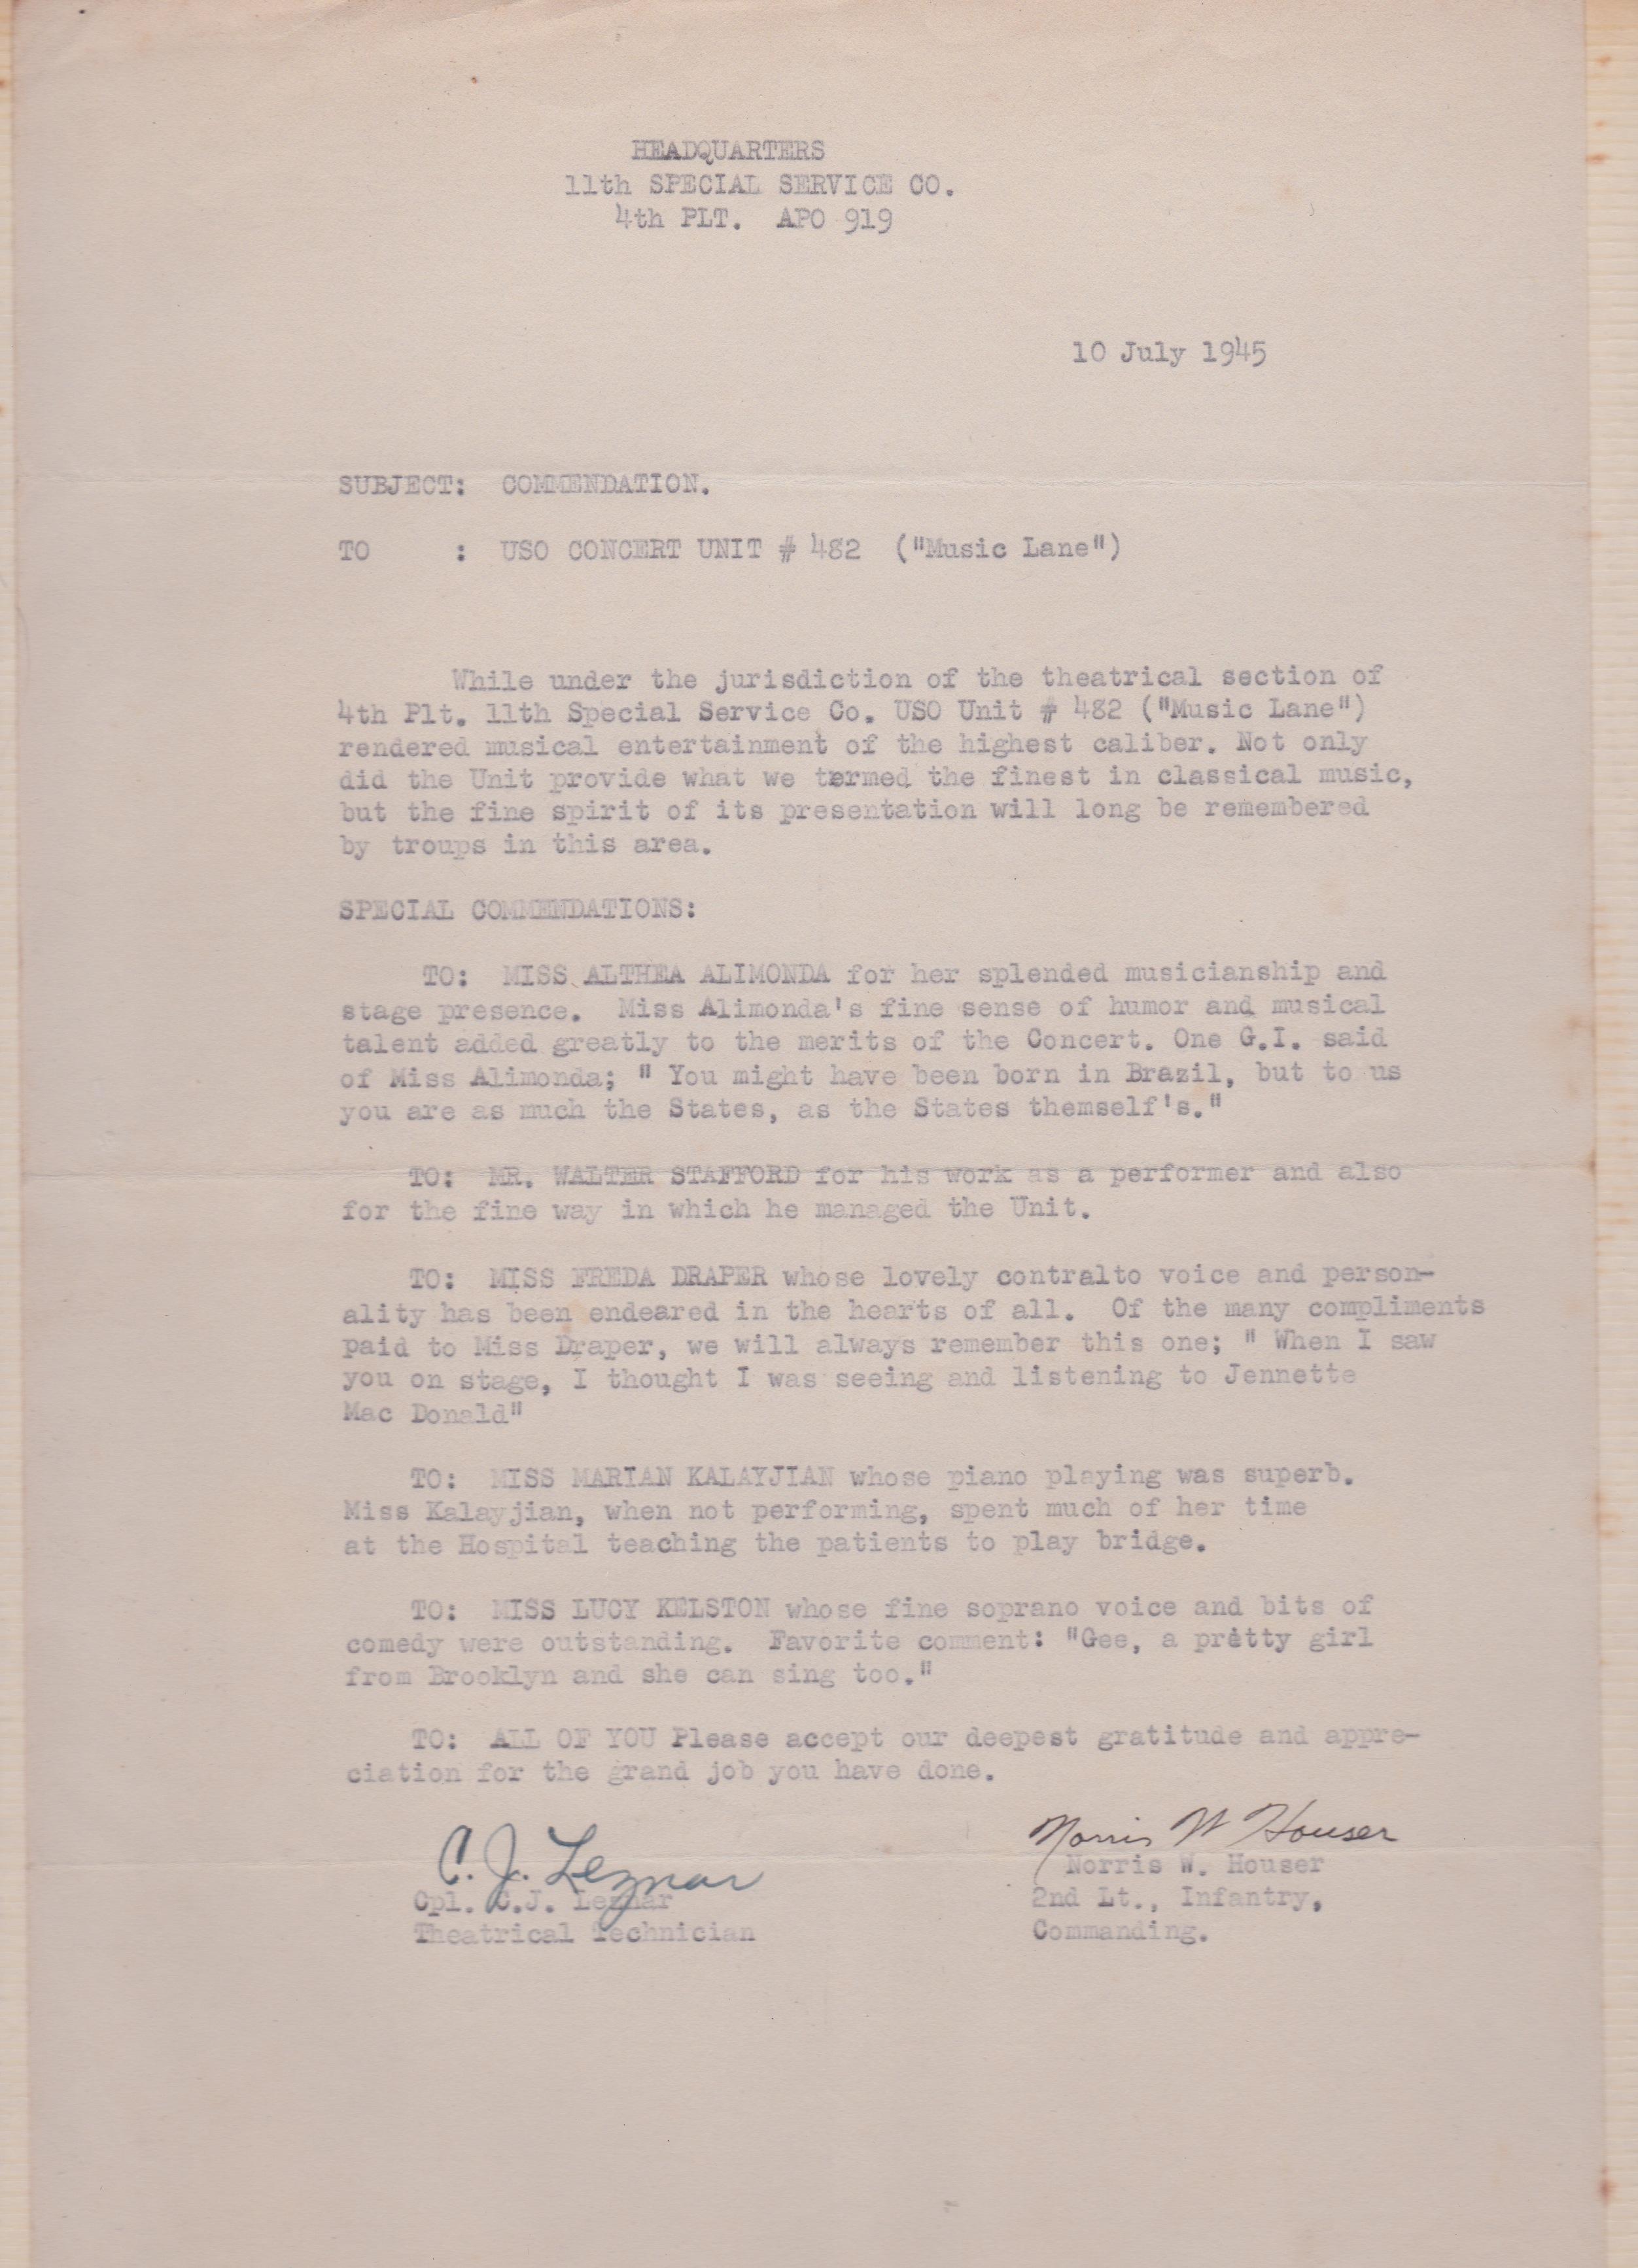 HEADQUARTERS
11th SPECIAL SERVICE CO.
4th PLT.  APO 919
10 July 1945
SUBJECT:  COMMENDATION.
TO     :  USO CONCERT UNIT # 482  ("Music Lane")
While under the jurisdiction of the theatrical section of
4th Plt. 11th Special Service Co. USO Unit # 482 ("Music Lane")
rendered musical entertainment of the highest caliber. Not only
did the Unit provide what we termed the finest in classical music,
but the fine spirit of its presentation will long be remembered
by troups in this area.
SPECIAL COMMENDATIONS:
TO:  MISS ALTHEA ALIMONDA for her splended musicianship and
stage presence.  Miss Alimonda's fine sense of humor and musical
talent added greatly to the merits of the Concert. One G.I. said
of Miss Alimonda; " You might have been born in Brazil, but to us
you are as much the States, as the States themself's."
TO:  MR. WALTER STAFFORD for his work as a performer and also
for the fine way in which he managed the Unit.
TO:  MISS FREDA DRAPER whose lovely contralto voice and person-
ality has been endeared in the hearts of all.  Of the many compliments
paid to Miss Draper, we will always remember this one; " When I saw
you on stage, I thought I was seeing and listening to Jennette
Mac Donald"
TO:  MISS MARIAN KALAYJIAN whose piano playing was superb.
Miss Kalayjian, when not performing, spent much of her time
at the Hospital teaching the patients to play bridge.
TO:  MISS LUCY KELSTON whose fine soprano voice and bits of
comedy were outstanding.  Favorite comment: "Gee, a pretty girl
from Brooklyn and she can sing too."
TO:  ALL OF YOU Please accept our deepest gratitude and appre-
ciation for the grand job you have done.
C. J. Leznar
Norris W Houser
Cpl. C.J. Leznar
Norris W. Houser
Theatrical Technician
2nd Lt., Infantry,
Commanding.